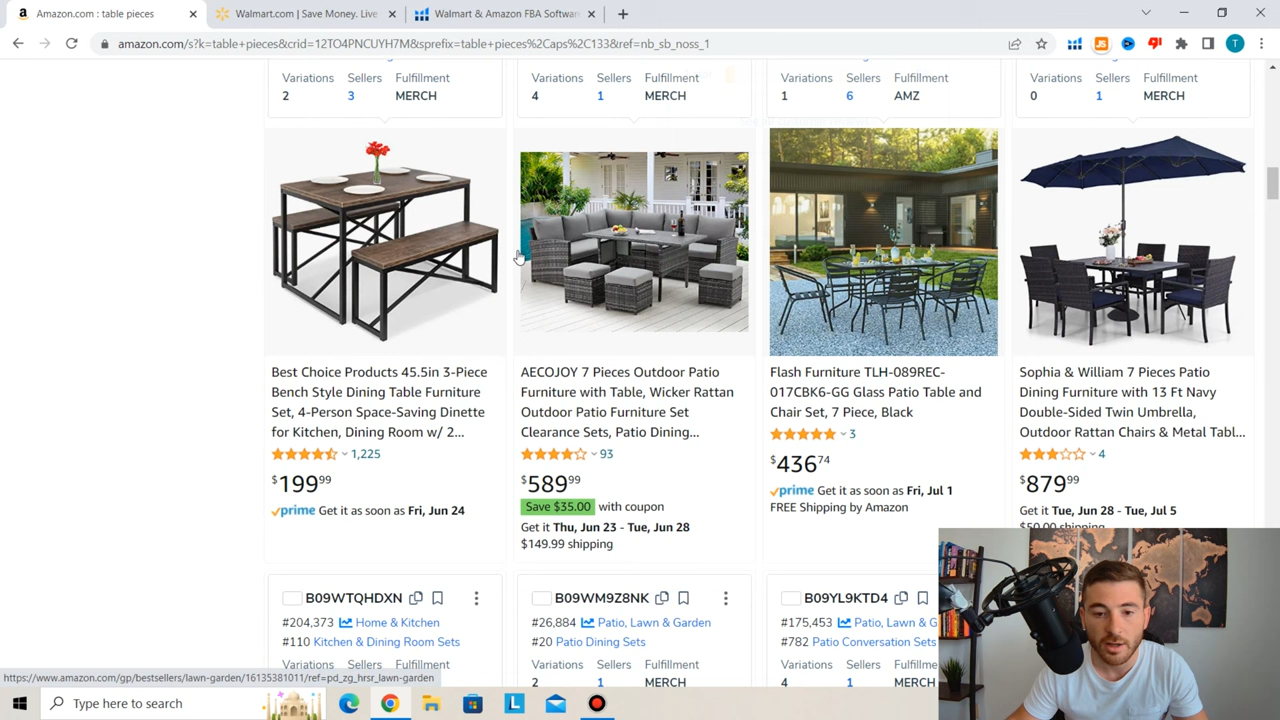 Amazon.com : table pieces
Walmart.com | Save Money. Live
Walmart & Amazon FBA Software
amazon.com/s?k=table+pieces&crid=12TO4PNCUYH7M&sprefix=table+pieces%2Caps%2C133&ref=nb_sb_noss_1
JS
T
Variations Sellers Fulfillment
2 3 MERCH
Variations Sellers Fulfillment
4 1 MERCH
Variations Sellers Fulfillment
1 6 AMZ
Variations Sellers Fulfillment
0 1 MERCH
Best Choice Products 45.5in 3-Piece
Bench Style Dining Table Furniture
Set, 4-Person Space-Saving Dinette
for Kitchen, Dining Room w/ 2...
1,225
$19999
prime Get it as soon as Fri, Jun 24
AECOJOY 7 Pieces Outdoor Patio
Furniture with Table, Wicker Rattan
Outdoor Patio Furniture Set
Clearance Sets, Patio Dining...
93
$58999
Save $35.00 with coupon
Get it Thu, Jun 23 - Tue, Jun 28
$149.99 shipping
Flash Furniture TLH-089REC-
017CBK6-GG Glass Patio Table and
Chair Set, 7 Piece, Black
3
$43674
prime Get it as soon as Fri, Jul 1
FREE Shipping by Amazon
Sophia & William 7 Pieces Patio
Dining Furniture with 13 Ft Navy
Double-Sided Twin Umbrella,
Outdoor Rattan Chairs & Metal Tabl...
4
$87999
Get it Tue, Jun 28 - Tue, Jul 5
$50.00 shipping
B09WTQHDXN
#204,373 Home & Kitchen
#110 Kitchen & Dining Room Sets
Variations Sellers Fulfillment
B09WM9Z8NK
#26,884 Patio, Lawn & Garden
#20 Patio Dining Sets
Variations Sellers Fulfillment
2 1 MERCH
B09YL9KTD4
#175,453 Patio, Lawn & G
#782 Patio Conversation Sets
Variations Sellers Fulfillment
4 1 MERCH
https://www.amazon.com/gp/bestsellers/lawn-garden/16135381011/ref=pd_zg_hrsr_lawn-garden
Type here to search
L